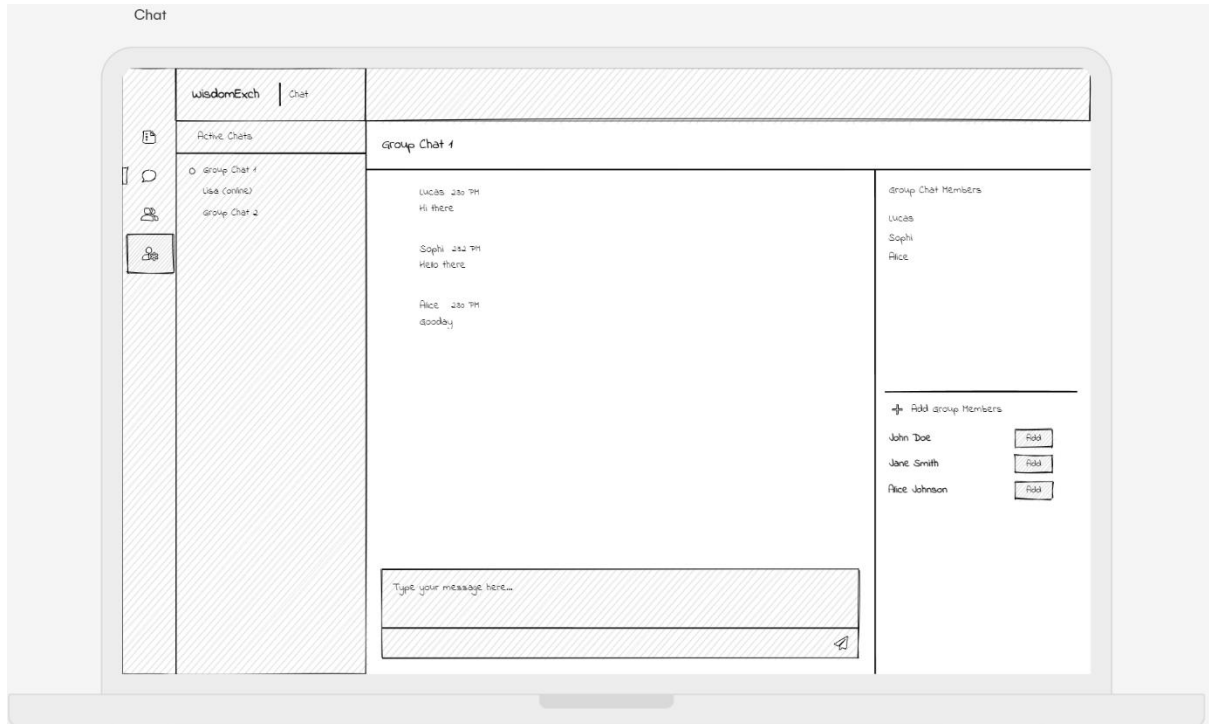 Chat
wisdomExch
Chat
Active Chats
Group Chat 1
Lisa (online)
Group Chat 2
Group Chat 1
Lucas 2:30 PM
Hi there
Sophi 2:32 PM
Hello there
Alice 2:30 PM
Gooday
Type your message here...
Group Chat Members
Lucas
Sophi
Alice
Add Group Members
John Doe Add
Jane Smith Add
Alice Johnson Add